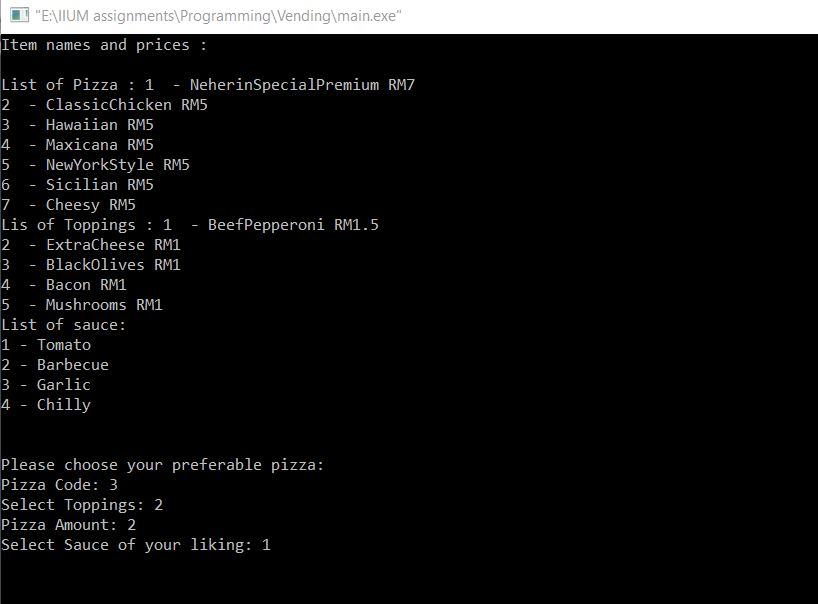 "E:\IIUM assignments\Programming\Vending\main.exe"
Item names and prices :
List of Pizza : 1  - NeherinSpecialPremium RM7
2  - ClassicChicken RM5
3  - Hawaiian RM5
4  - Maxicana RM5
5  - NewYorkStyle RM5
6  - Sicilian RM5
7  - Cheesy RM5
Lis of Toppings : 1  - BeefPepperoni RM1.5
2  - ExtraCheese RM1
3  - BlackOlives RM1
4  - Bacon RM1
5  - Mushrooms RM1
List of sauce:
1 - Tomato
2 - Barbecue
3 - Garlic
4 - Chilly
Please choose your preferable pizza:
Pizza Code: 3
Select Toppings: 2
Pizza Amount: 2
Select Sauce of your liking: 1